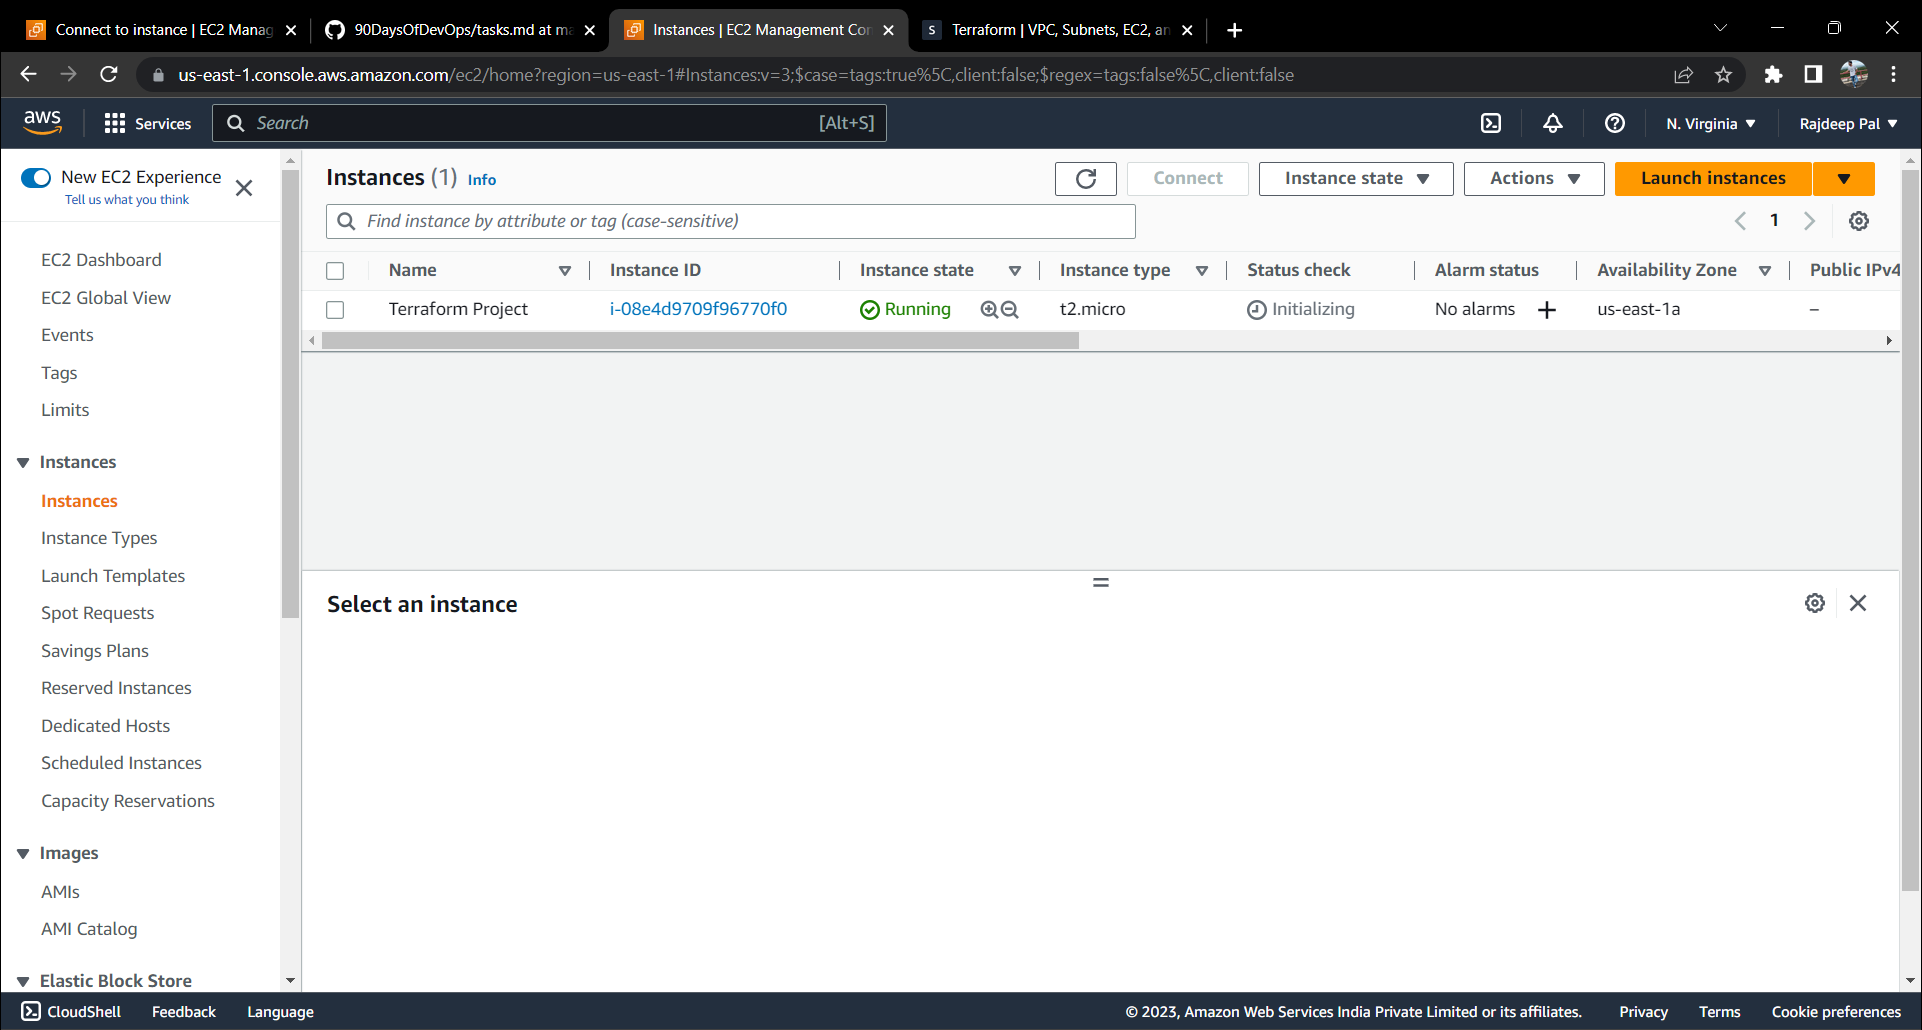 Connect to instance | EC2 Manag
90DaysOfDevOps/tasks.md at ma
Instances | EC2 Management Con
S Terraform | VPC, Subnets, EC2, an
us-east-1.console.aws.amazon.com/ec2/home?region=us-east-1#Instances:v=3;$case=tags:true%5C,client:false;$regex=tags:false%5C,client:false
aws
Services
Search [Alt+S]
N. Virginia
Rajdeep Pal
New EC2 Experience
Tell us what you think
EC2 Dashboard
EC2 Global View
Events
Tags
Limits
Instances
Instances
Instance Types
Launch Templates
Spot Requests
Savings Plans
Reserved Instances
Dedicated Hosts
Scheduled Instances
Capacity Reservations
Images
AMIs
AMI Catalog
Elastic Block Store
Instances (1) Info
Connect
Instance state
Actions
Launch instances
Find instance by attribute or tag (case-sensitive)
1
Name Instance ID Instance state Instance type Status check Alarm status Availability Zone Public IPv4
Terraform Project i-08e4d9709f96770f0 Running t2.micro Initializing No alarms + us-east-1a –
Select an instance
CloudShell Feedback Language © 2023, Amazon Web Services India Private Limited or its affiliates. Privacy Terms Cookie preferences